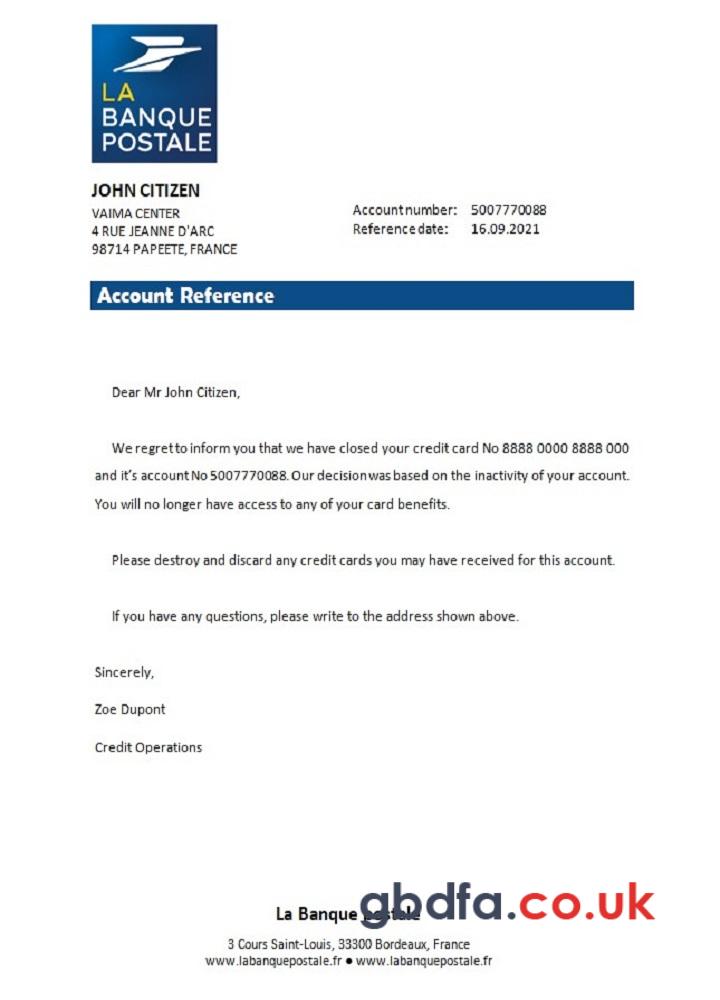 LA
BANQUE
POSTALE
JOHN CITIZEN
VAIMA CENTER
4 RUE JEANNE D'ARC
98714 PAPEETE, FRANCE
Account number: 5007770088
Reference date: 16.09.2021
Account Reference
Dear Mr John Citizen,
We regret to inform you that we have closed your credit card No 8888 0000 8888 000
and it's account No 5007770088. Our decision was based on the inactivity of your account.
You will no longer have access to any of your card benefits.
Please destroy and discard any credit cards you may have received for this account.
If you have any questions, please write to the address shown above.
Sincerely,
Zoe Dupont
Credit Operations
La Banque postale
gbdfa.co.uk
3 Cours Saint-Louis, 33300 Bordeaux, France
www.labanquepostale.fr ● www.labanquepostale.fr